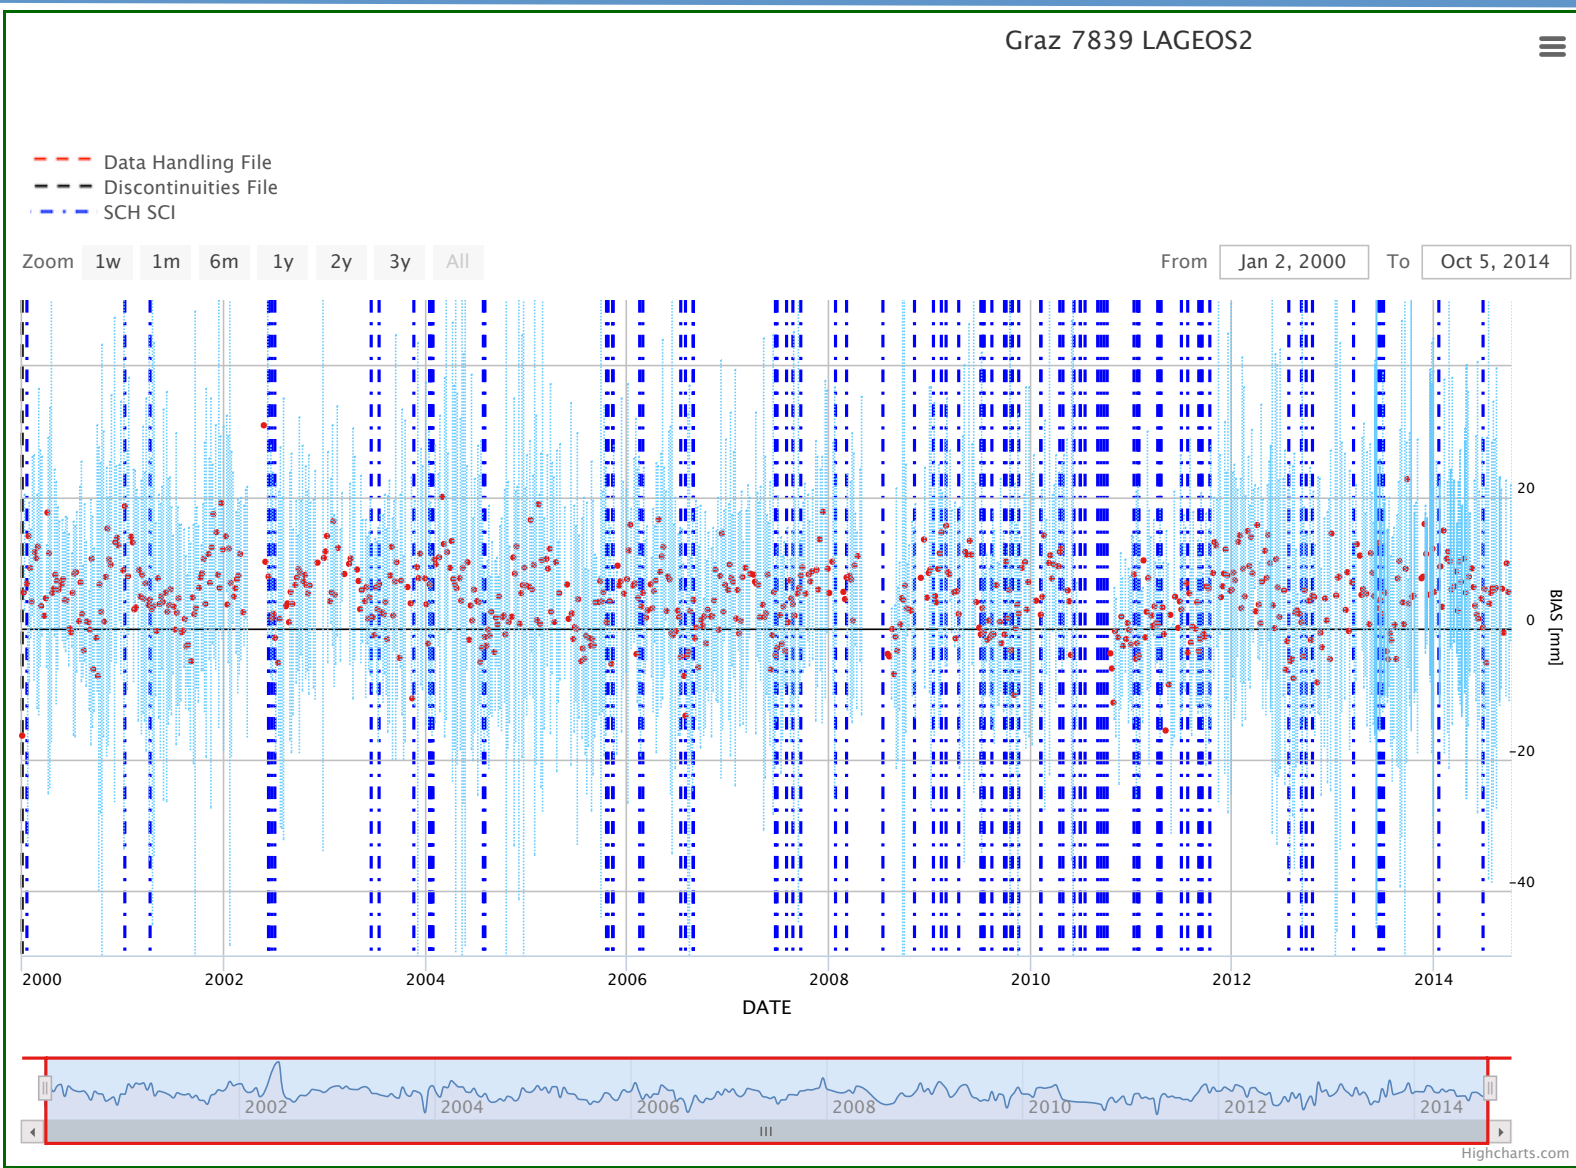 Graz 7839 LAGEOS2
Data Handling File
Discontinuities File
SCH SCI
Zoom 1w 1m 6m 1y 2y 3y All From Jan 2, 2000 To Oct 5, 2014
20
0
-20
-40
BIAS [mm]
2000 2002 2004 2006 2008 2010 2012 2014
DATE
2002 2004 2006 2008 2010 2012 2014
Highcharts.com